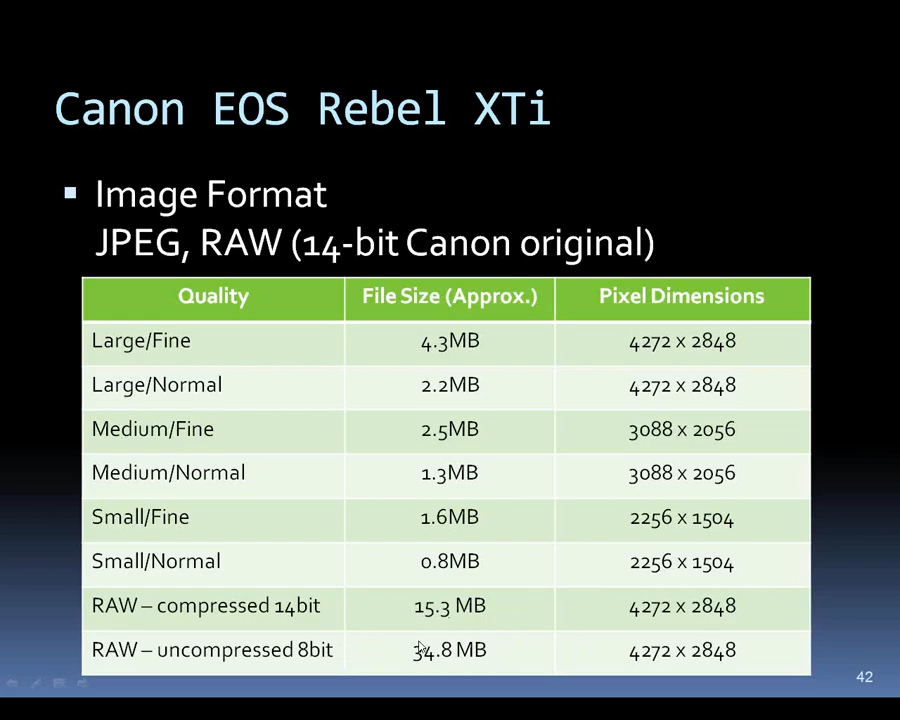 Canon EOS Rebel XTi
Image Format
JPEG, RAW (14-bit Canon original)
Quality File Size (Approx.) Pixel Dimensions
Large/Fine 4.3MB 4272 x 2848
Large/Normal 2.2MB 4272 x 2848
Medium/Fine 2.5MB 3088 x 2056
Medium/Normal 1.3MB 3088 x 2056
Small/Fine 1.6MB 2256 x 1504
Small/Normal 0.8MB 2256 x 1504
RAW – compressed 14bit 15.3 MB 4272 x 2848
RAW – uncompressed 8bit 34.8 MB 4272 x 2848
42